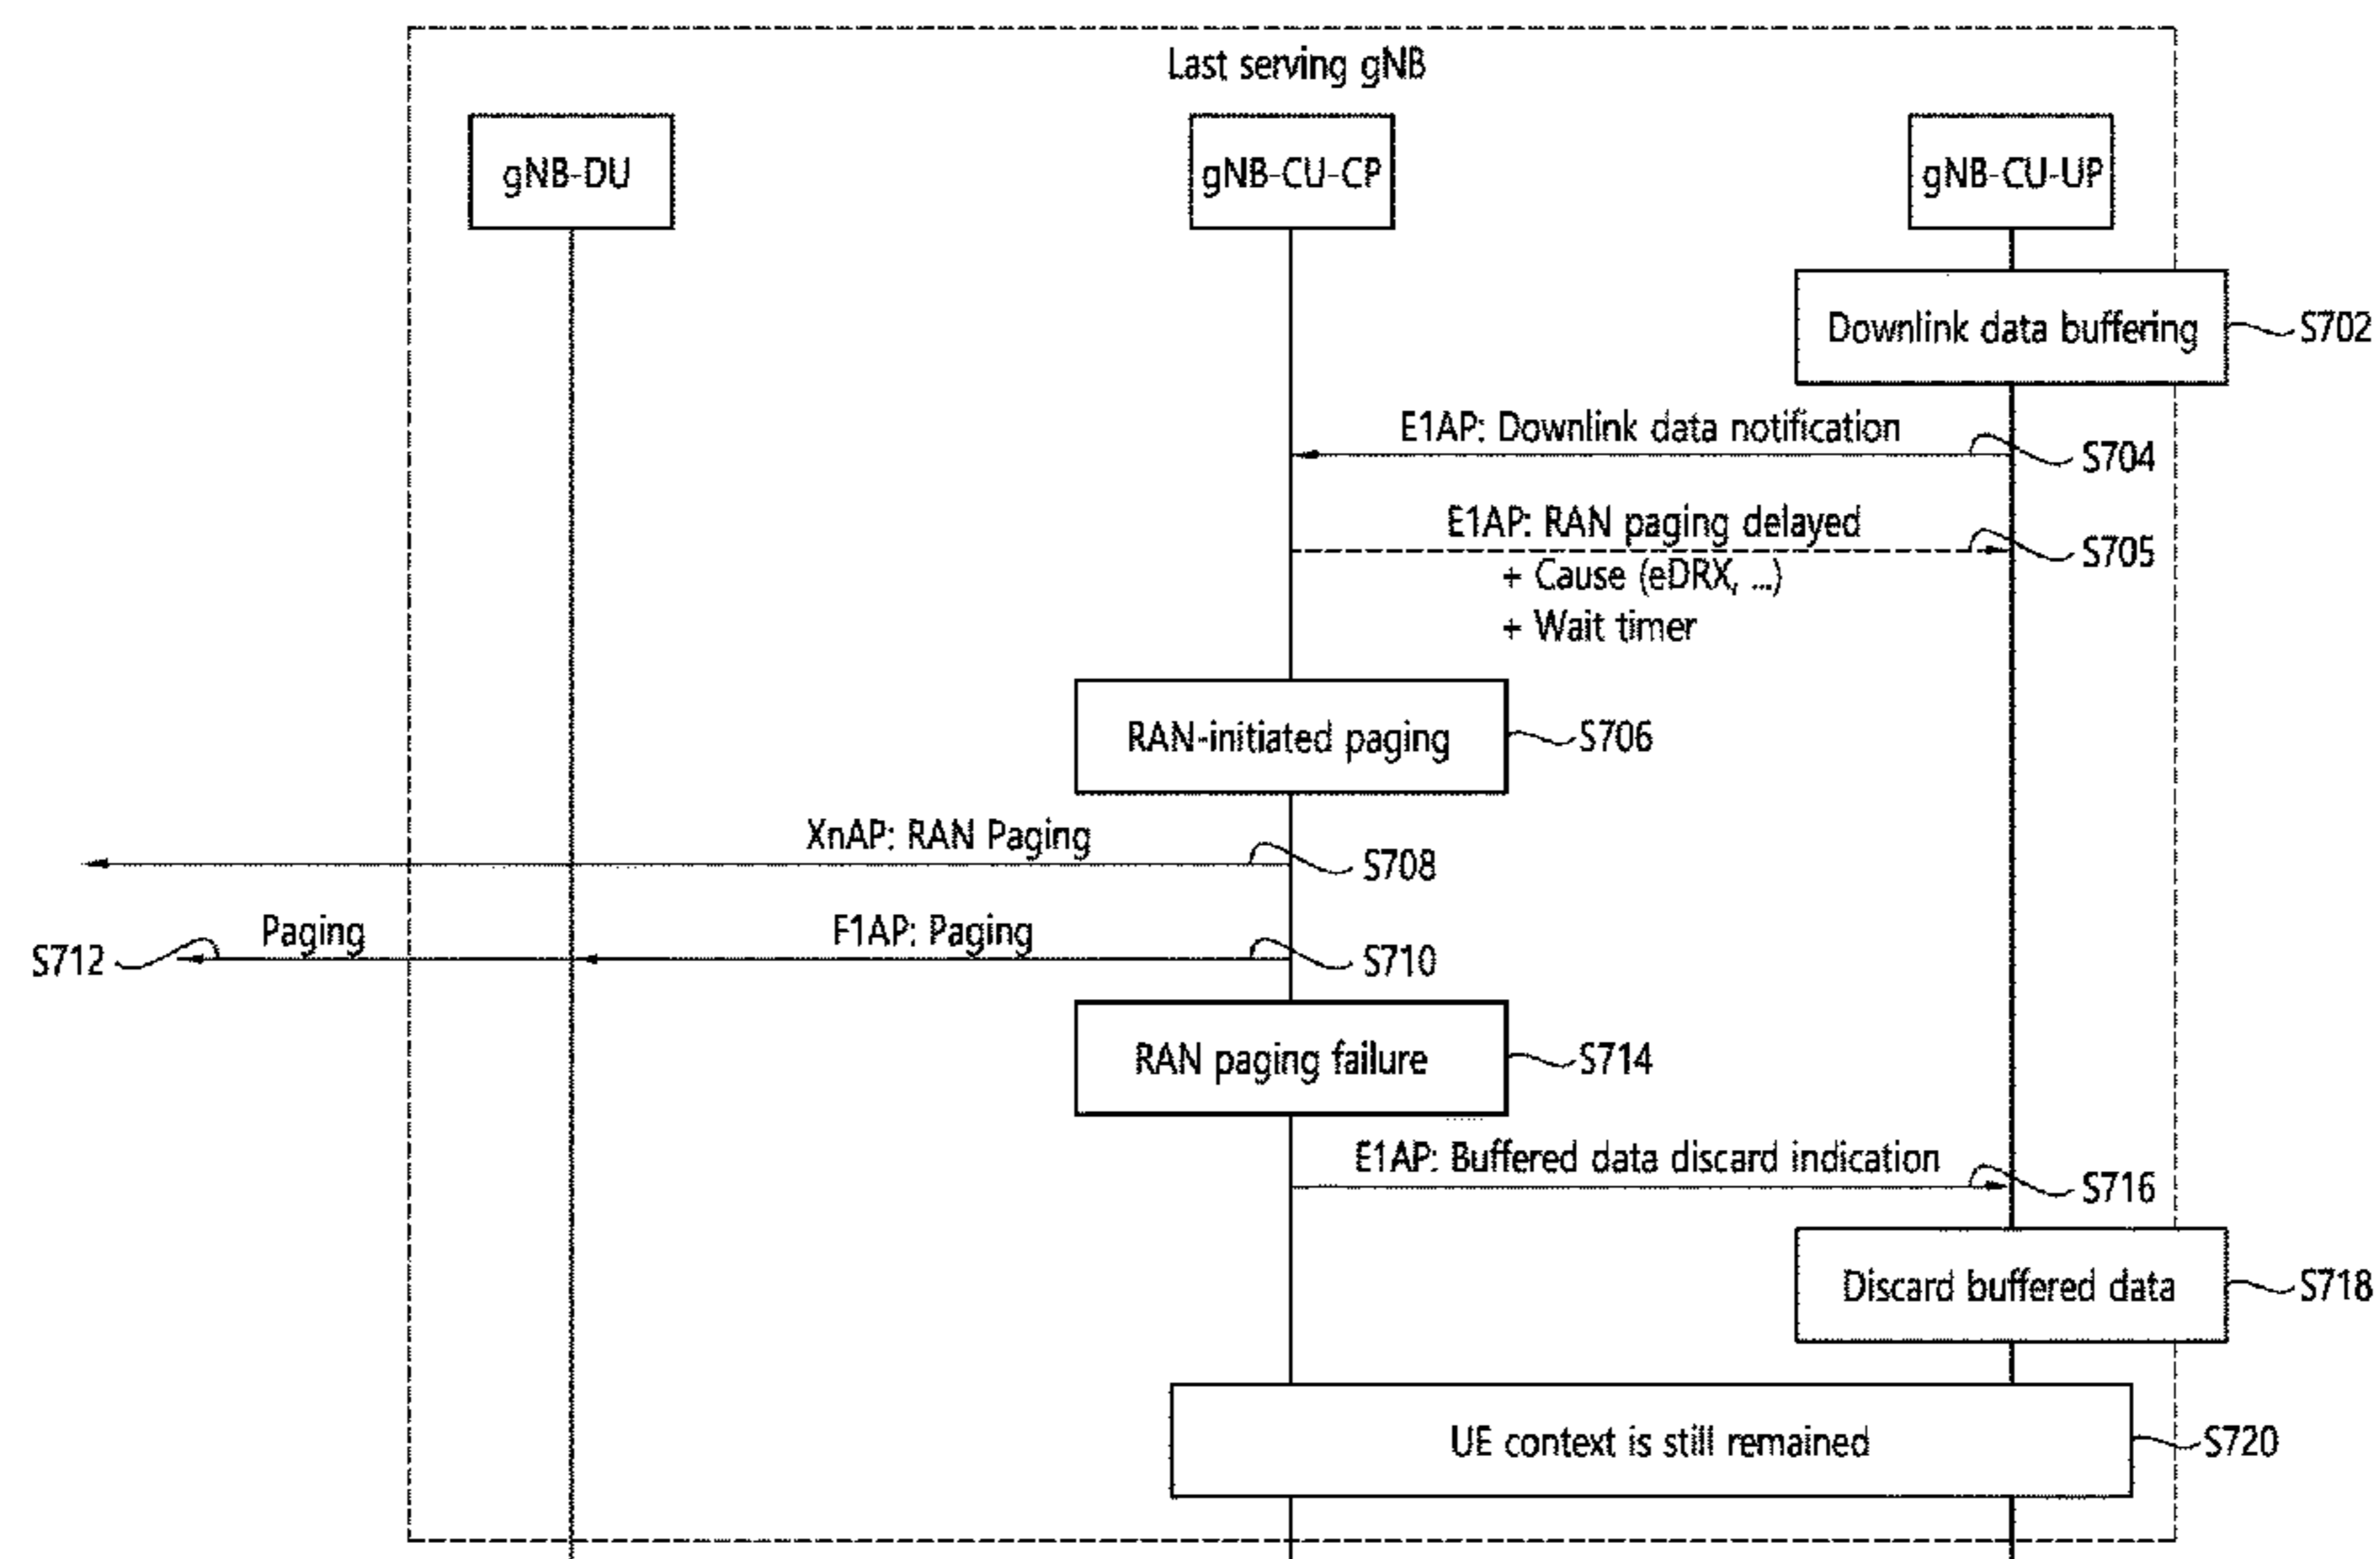 Last serving gNB
gNB-DU
gNB-CU-CP
gNB-CU-UP
Downlink data buffering
S702
E1AP: Downlink data notification
S704
E1AP: RAN paging delayed
S705
+ Cause (eDRX, ...)
+ Wait timer
RAN-initiated paging
S706
XnAP: RAN Paging
S708
S712
Paging
F1AP: Paging
S710
RAN paging failure
S714
E1AP: Buffered data discard indication
S716
Discard buffered data
S718
UE context is still remained
S720